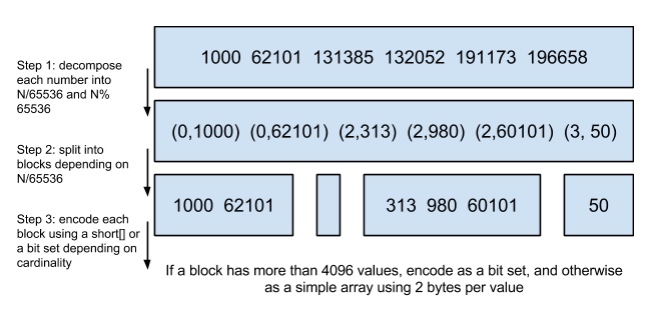 Step 1: decompose
each number into
N/65536 and N%
65536
1000 62101 131385 132052 191173 196658
Step 2: split into
blocks depending on
N/65536
(0,1000) (0,62101) (2,313) (2,980) (2,60101) (3, 50)
Step 3: encode each
block using a short[] or
a bit set depending on
cardinality
1000 62101
313 980 60101
50
If a block has more than 4096 values, encode as a bit set, and otherwise
as a simple array using 2 bytes per value